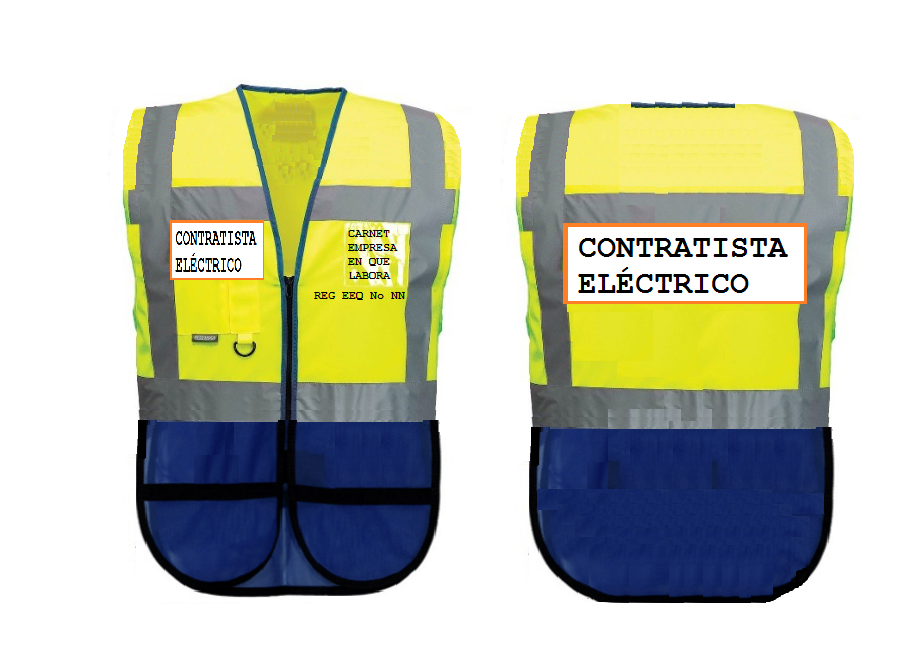 CONTRATISTA
ELÉCTRICO
CARNET
EMPRESA
EN QUE
LABORA
REG EEQ No NN
CONTRATISTA
ELÉCTRICO